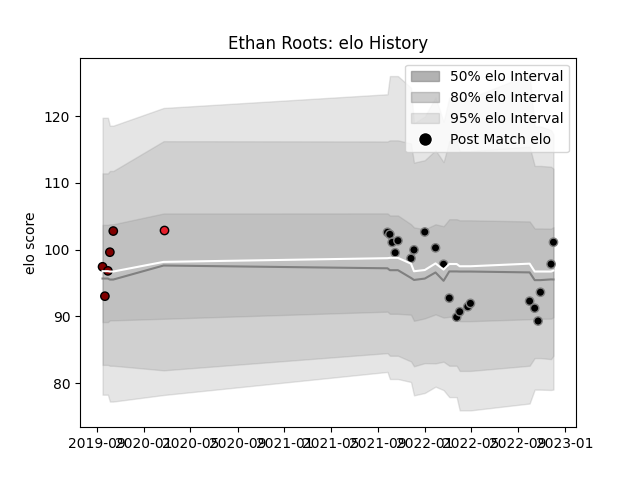 Ethan Roots: elo History
50% elo Interval
80% elo Interval
95% elo Interval
Post Match elo
elo score
120
110
100
90
80
2019-09 2020-01 2020-05 2020-09 2021-01 2021-05 2021-09 2022-01 2022-05 2022-09 2023-01